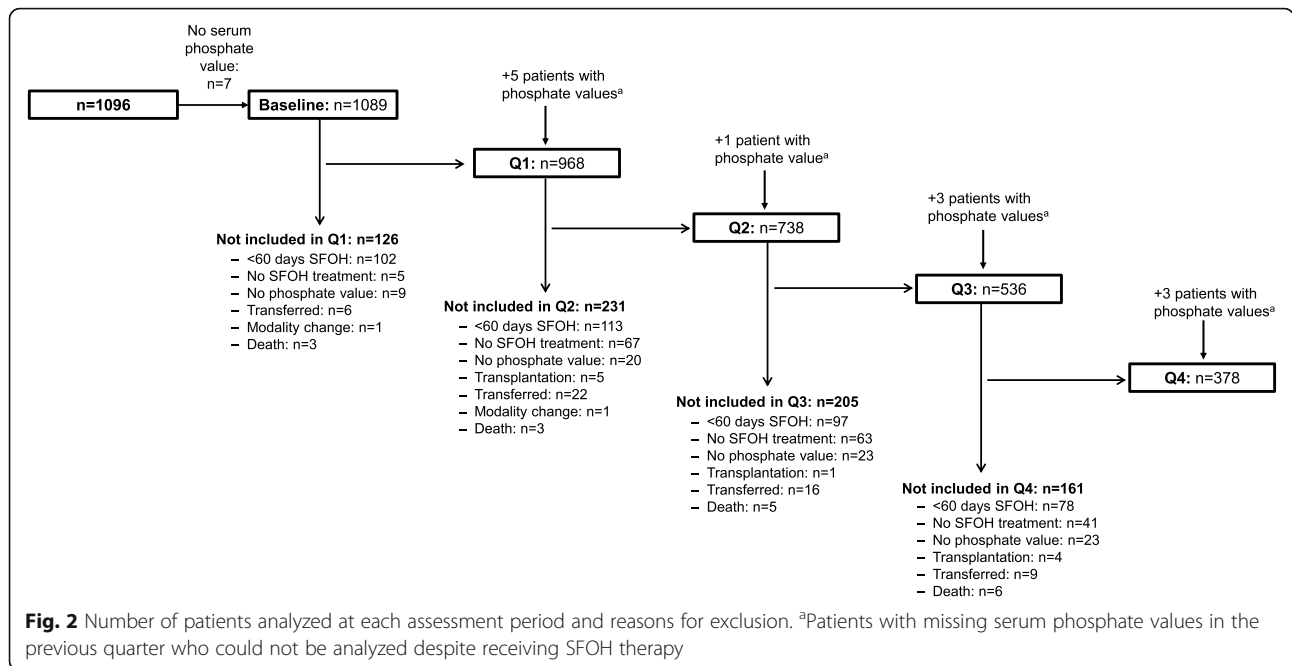 No serum
phosphate
value:
n=7
n=1096
Baseline: n=1089
+5 patients with
phosphate valuesᵃ
Q1: n=968
+1 patient with
phosphate valueᵃ
Q2: n=738
+3 patients with
phosphate valuesᵃ
Q3: n=536
+3 patients with
phosphate valuesᵃ
Q4: n=378
Not included in Q1: n=126
– <60 days SFOH: n=102
– No SFOH treatment: n=5
– No phosphate value: n=9
– Transferred: n=6
– Modality change: n=1
– Death: n=3
Not included in Q2: n=231
– <60 days SFOH: n=113
– No SFOH treatment: n=67
– No phosphate value: n=20
– Transplantation: n=5
– Transferred: n=22
– Modality change: n=1
– Death: n=3
Not included in Q3: n=205
– <60 days SFOH: n=97
– No SFOH treatment: n=63
– No phosphate value: n=23
– Transplantation: n=1
– Transferred: n=16
– Death: n=5
Not included in Q4: n=161
– <60 days SFOH: n=78
– No SFOH treatment: n=41
– No phosphate value: n=23
– Transplantation: n=4
– Transferred: n=9
– Death: n=6
Fig. 2 Number of patients analyzed at each assessment period and reasons for exclusion. ᵃPatients with missing serum phosphate values in the
previous quarter who could not be analyzed despite receiving SFOH therapy